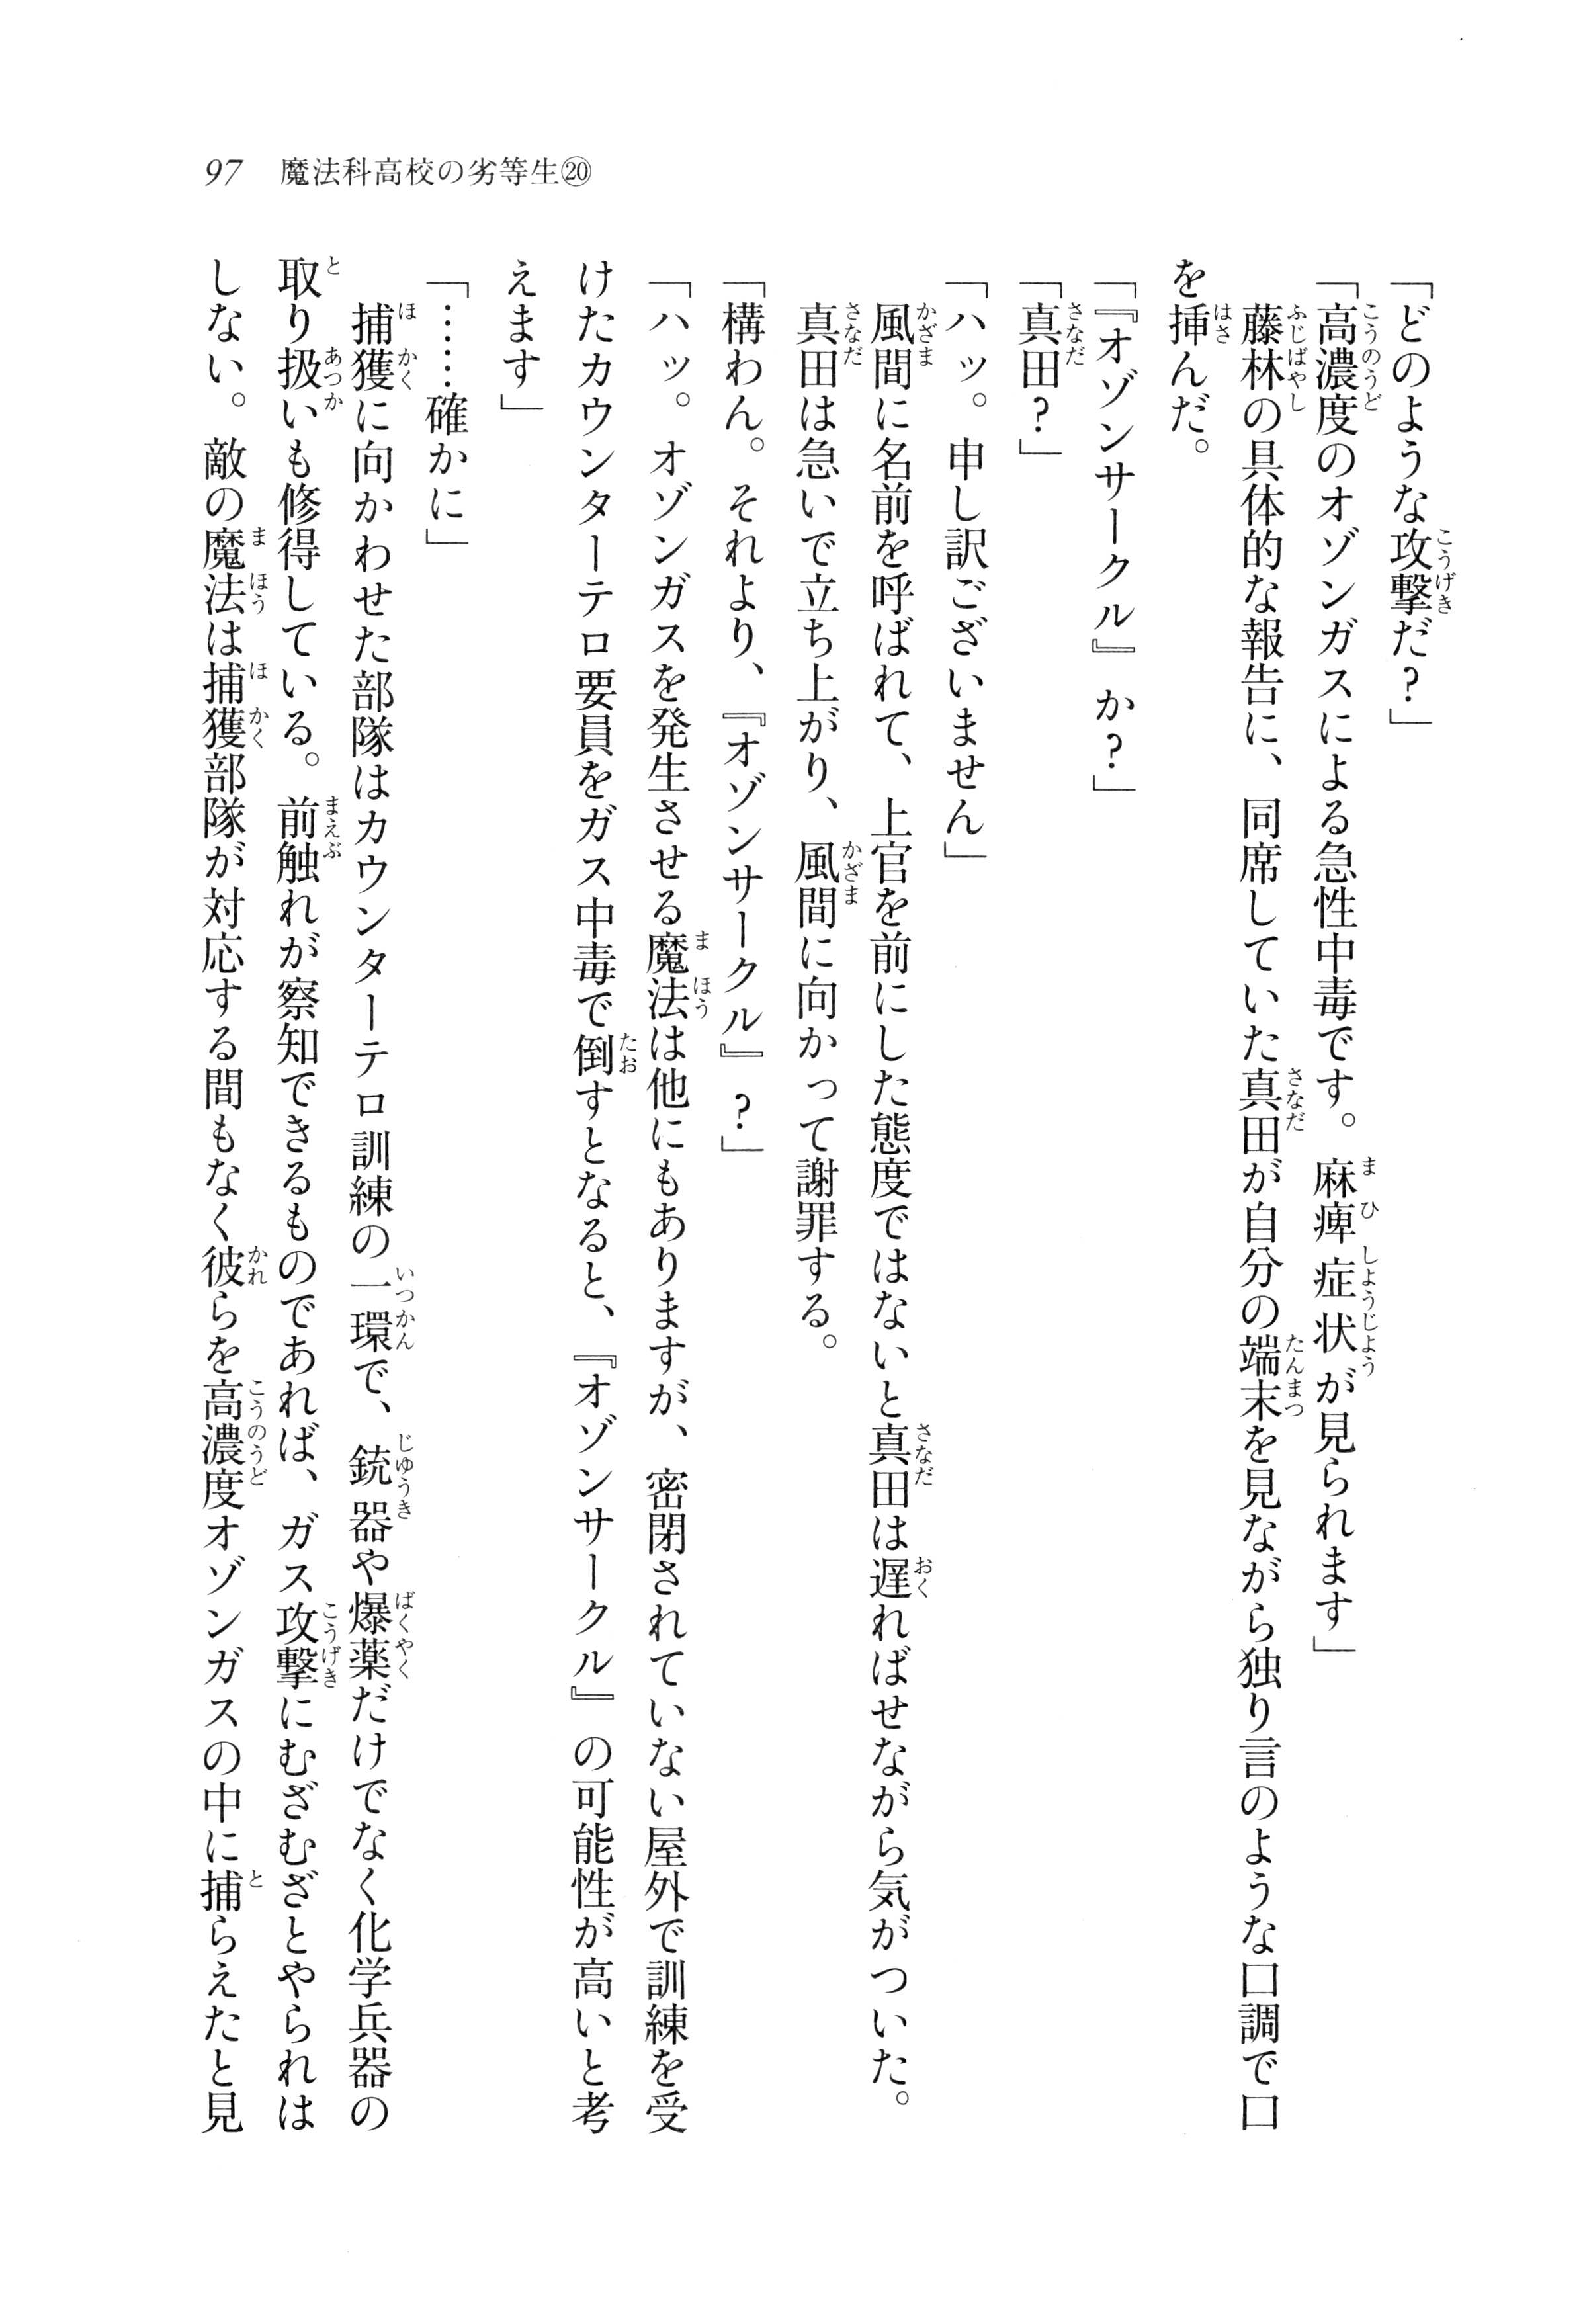 97 魔法科高校の劣等生⑳
「どのような攻撃だ？」
「高濃度のオゾンガスによる急性中毒です。麻痺症状が見られます」
　藤林の具体的な報告に、同席していた真田が自分の端末を見ながら独り言のような口調で口
を挿んだ。
「『オゾンサークル』か？」
「真田？」
「ハッ。申し訳ございません」
　風間に名前を呼ばれて、上官を前にした態度ではないと真田は遅ればせながら気がついた。
　真田は急いで立ち上がり、風間に向かって謝罪する。
「構わん。それより、『オゾンサークル』？」
「ハッ。オゾンガスを発生させる魔法は他にもありますが、密閉されていない屋外で訓練を受
けたカウンターテロ要員をガス中毒で倒すとなると、『オゾンサークル』の可能性が高いと考
えます」
「……確かに」
　捕獲に向かわせた部隊はカウンターテロ訓練の一環で、銃器や爆薬だけでなく化学兵器の
取り扱いも修得している。前触れが察知できるものであれば、ガス攻撃にむざむざとやられは
しない。敵の魔法は捕獲部隊が対応する間もなく彼らを高濃度オゾンガスの中に捕らえたと見